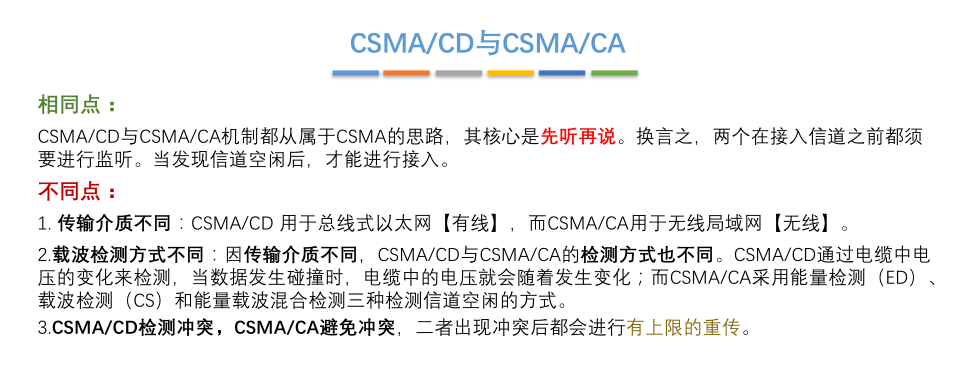 CSMA/CD与CSMA/CA
相同点：
CSMA/CD与CSMA/CA机制都从属于CSMA的思路，其核心是先听再说。换言之，两个在接入信道之前都须
要进行监听。当发现信道空闲后，才能进行接入。
不同点：
1. 传输介质不同：CSMA/CD 用于总线式以太网【有线】，而CSMA/CA用于无线局域网【无线】。
2.载波检测方式不同：因传输介质不同，CSMA/CD与CSMA/CA的检测方式也不同。CSMA/CD通过电缆中电
压的变化来检测，当数据发生碰撞时，电缆中的电压就会随着发生变化；而CSMA/CA采用能量检测（ED）、
载波检测（CS）和能量载波混合检测三种检测信道空闲的方式。
3.CSMA/CD检测冲突，CSMA/CA避免冲突，二者出现冲突后都会进行有上限的重传。